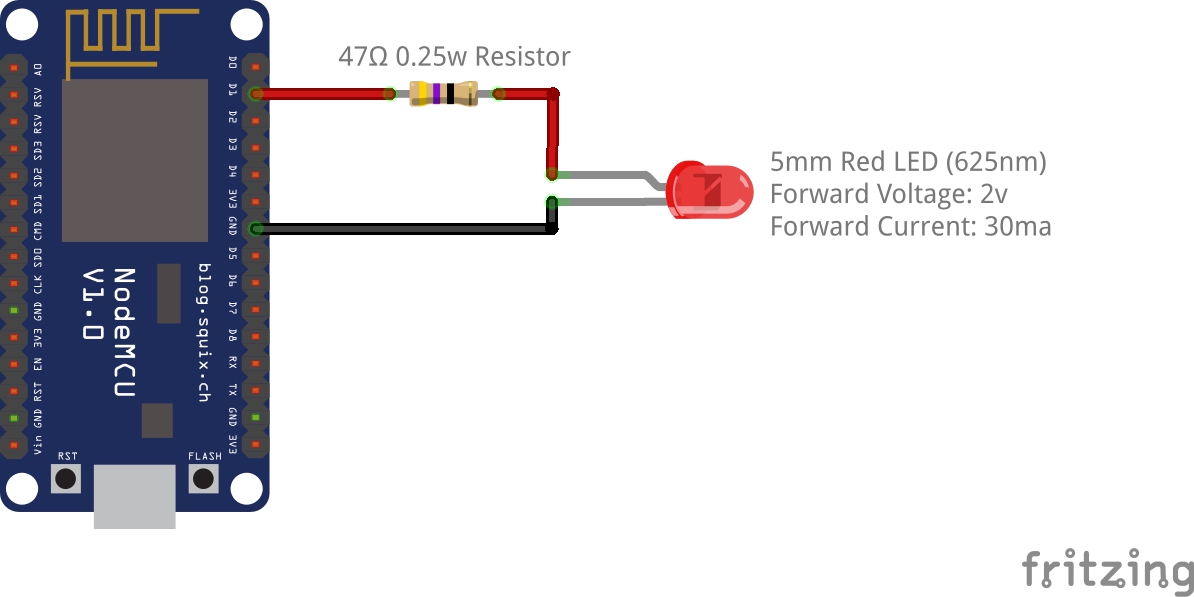 47Ω 0.25w Resistor
5mm Red LED (625nm)
Forward Voltage: 2v
Forward Current: 30ma
A0
RSV
RSV
SD3
SD2
SD1
CMD
SD0
CLK
GND
3V3
EN
RST
GND
Vin
D0
D1
D2
D3
D4
3V3
GND
D5
D6
D7
D8
RX
TX
GND
3V3
blog.squix.ch
NodeMCU
V1.0
RST
FLASH
fritzing